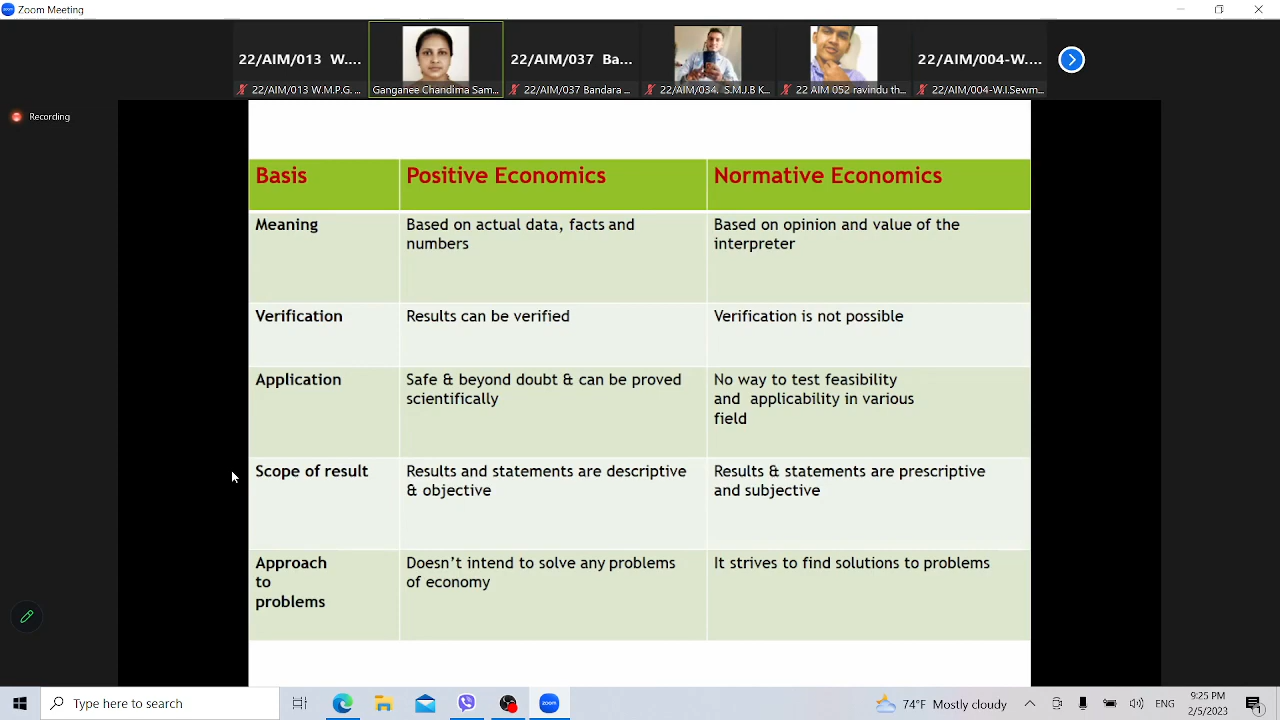 Zoom Meeting
22/AIM/013 W....
22/AIM/037 Ba...
22/AIM/004-W....
22/AIM/013 W.M.P.G. ...
Ganganee Chandima Sam...
22/AIM/037 Bandara ...
22/AIM/034. S.M.J.B K...
22/AIM 052 ravindu th...
22/AIM/004-W.I.Sewm...
Recording
Basis Positive Economics Normative Economics
Meaning Based on actual data, facts and Based on opinion and value of the
numbers interpreter
Verification Results can be verified Verification is not possible
Application Safe & beyond doubt & can be proved No way to test feasibility
scientifically and applicability in various
field
Scope of result Results and statements are descriptive Results & statements are prescriptive
& objective and subjective
Approach Doesn't intend to solve any problems It strives to find solutions to problems
to of economy
problems
Type here to search
zoom
74°F Mostly cloudy
9:25 PM
2/5/2023
1